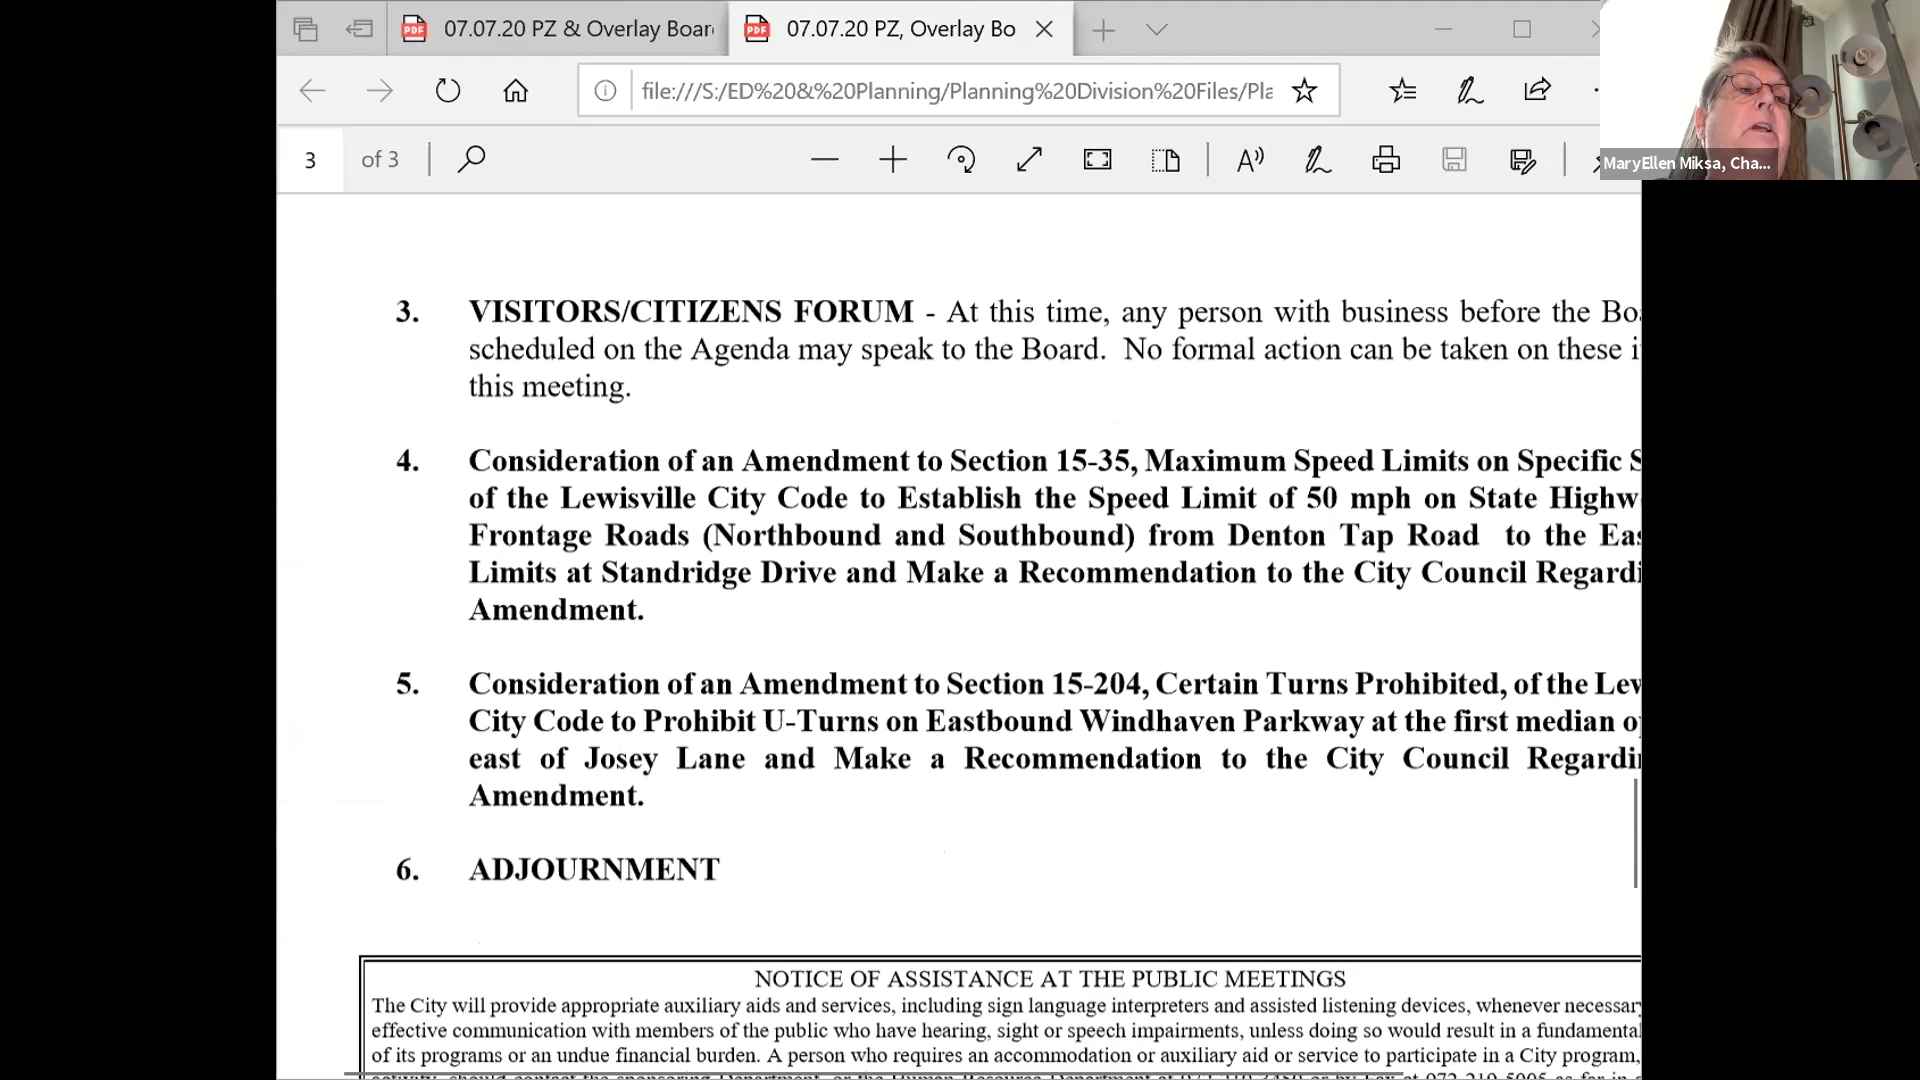 07.07.20 PZ & Overlay Boar
07.07.20 PZ, Overlay Bo
file:///S:/ED%20&%20Planning/Planning%20Division%20Files/Pla
3 of 3
MaryEllen Miksa, Cha...
3. VISITORS/CITIZENS FORUM - At this time, any person with business before the Bo
scheduled on the Agenda may speak to the Board. No formal action can be taken on these i
this meeting.
4. Consideration of an Amendment to Section 15-35, Maximum Speed Limits on Specific S
of the Lewisville City Code to Establish the Speed Limit of 50 mph on State Highw
Frontage Roads (Northbound and Southbound) from Denton Tap Road to the Eas
Limits at Standridge Drive and Make a Recommendation to the City Council Regardi
Amendment.
5. Consideration of an Amendment to Section 15-204, Certain Turns Prohibited, of the Lew
City Code to Prohibit U-Turns on Eastbound Windhaven Parkway at the first median o
east of Josey Lane and Make a Recommendation to the City Council Regardi
Amendment.
6. ADJOURNMENT
NOTICE OF ASSISTANCE AT THE PUBLIC MEETINGS
The City will provide appropriate auxiliary aids and services, including sign language interpreters and assisted listening devices, whenever necessary
effective communication with members of the public who have hearing, sight or speech impairments, unless doing so would result in a fundamental
of its programs or an undue financial burden. A person who requires an accommodation or auxiliary aid or service to participate in a City program,